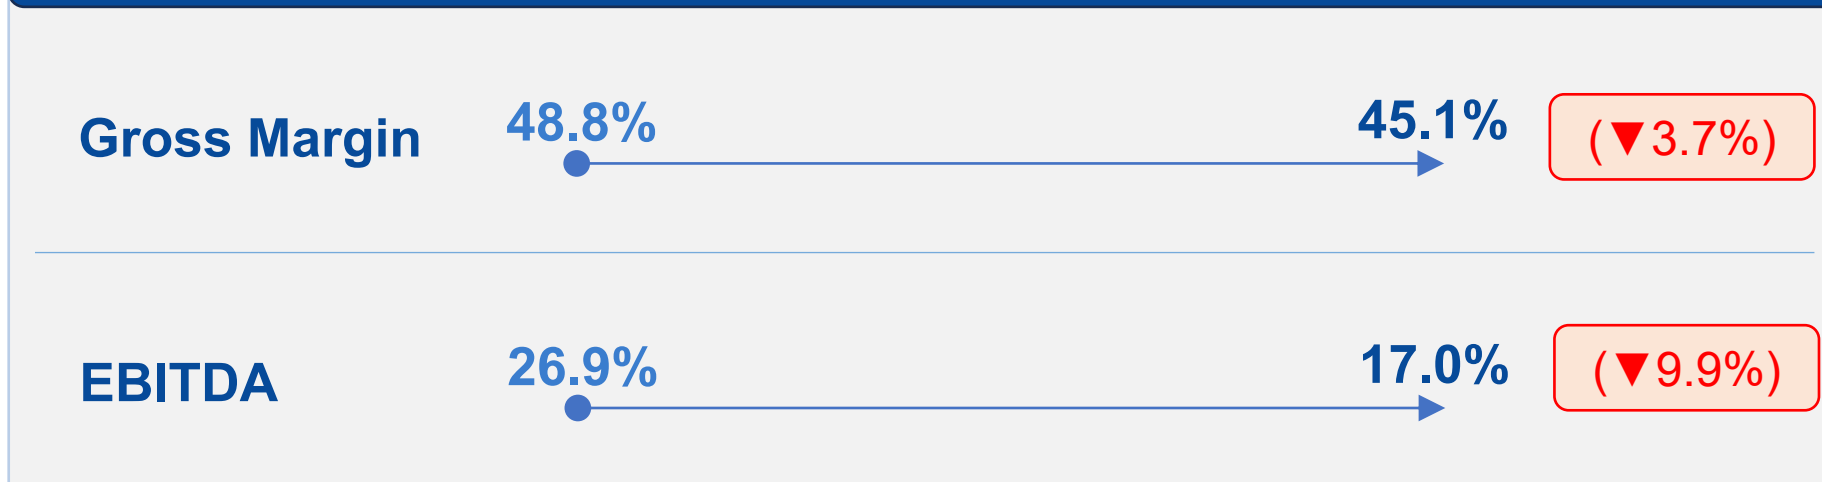 Gross Margin 48.8% 45.1% (▼3.7%)
EBITDA 26.9% 17.0% (▼9.9%)